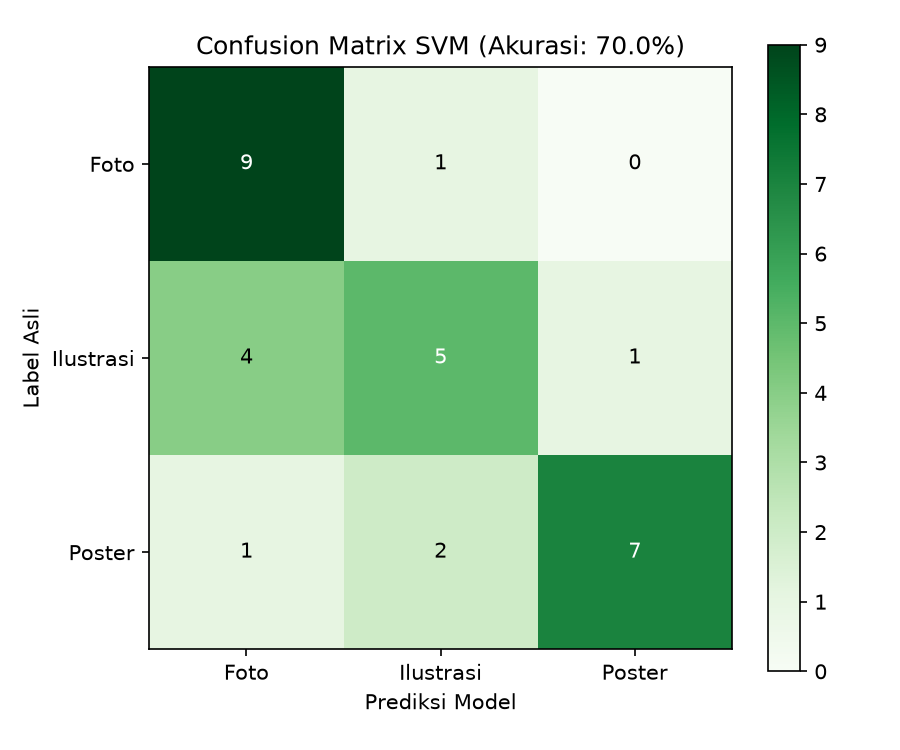 Confusion Matrix SVM (Akurasi: 70.0%)
Label Asli
Foto 9 1 0
Ilustrasi 4 5 1
Poster 1 2 7
Foto Ilustrasi Poster
Prediksi Model
9
8
7
6
5
4
3
2
1
0